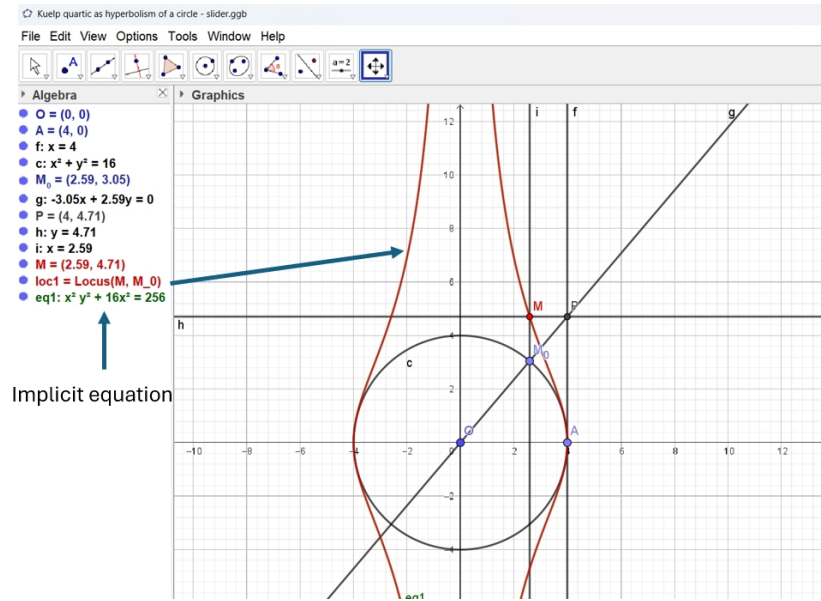 Kuelp quartic as hyperbolism of a circle - slider.ggb
File Edit View Options Tools Window Help
A
a=2
Algebra
Graphics
O = (0, 0)
A = (4, 0)
f: x = 4
c: x² + y² = 16
M₀ = (2.59, 3.05)
g: -3.05x + 2.59y = 0
P = (4, 4.71)
h: y = 4.71
i: x = 2.59
M = (2.59, 4.71)
loc1 = Locus(M, M_0)
eq1: x² y² + 16x² = 256
Implicit equation
i f g
12
10
8
6
M P
h
4
M₀
c
2
O A
-10 -8 -6 -4 -2 0 2 4 6 8 10 12
-2
-4
eq1